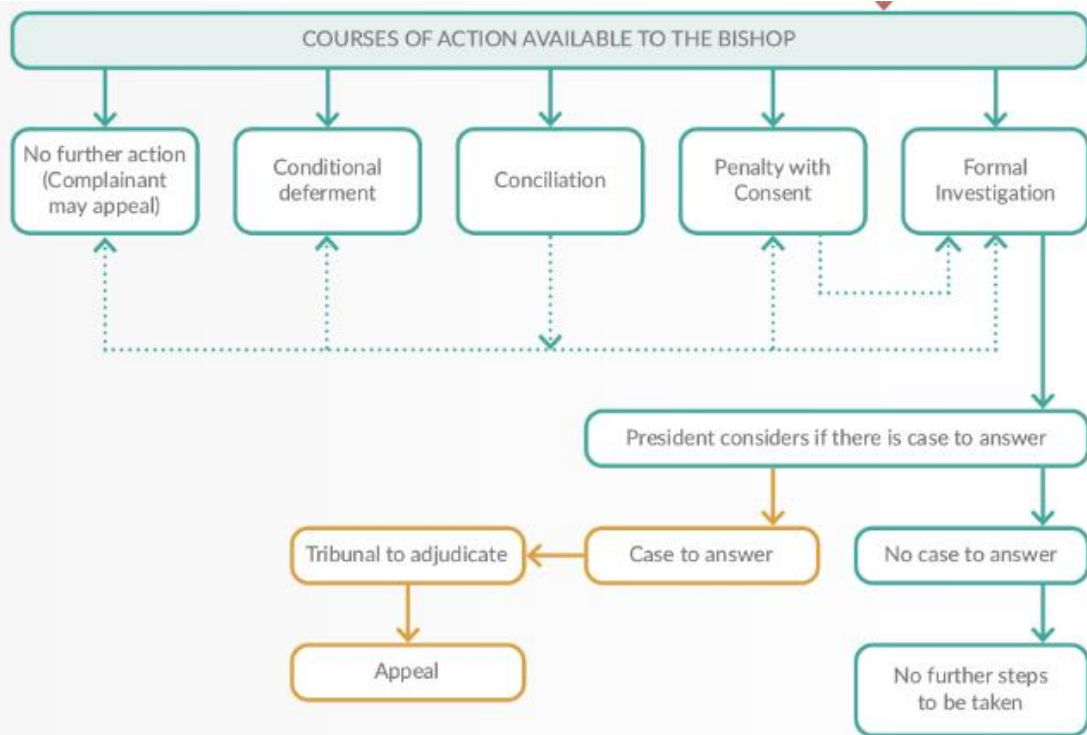 COURSES OF ACTION AVAILABLE TO THE BISHOP
No further action
(Complainant
may appeal)
Conditional
deferment
Conciliation
Penalty with
Consent
Formal
Investigation
President considers if there is case to answer
Tribunal to adjudicate
Case to answer
No case to answer
Appeal
No further steps
to be taken